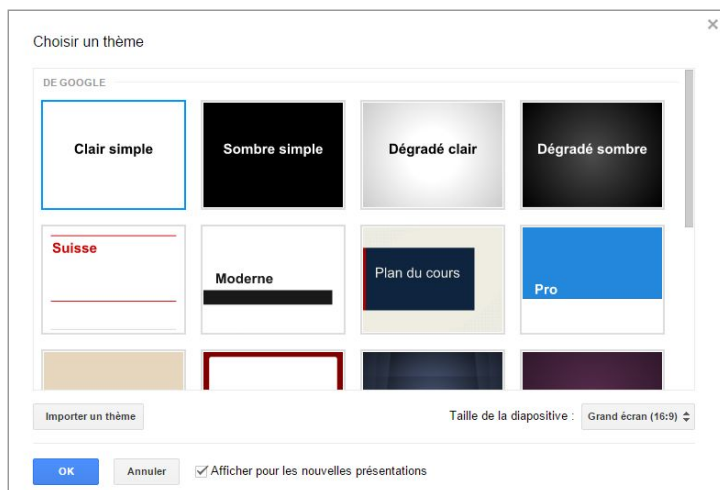 Choisir un thème
DE GOOGLE
Clair simple
Sombre simple
Dégradé clair
Dégradé sombre
Suisse
Moderne
Plan du cours
Pro
Importer un thème
Taille de la diapositive :
Grand écran (16:9)
OK
Annuler
Afficher pour les nouvelles présentations